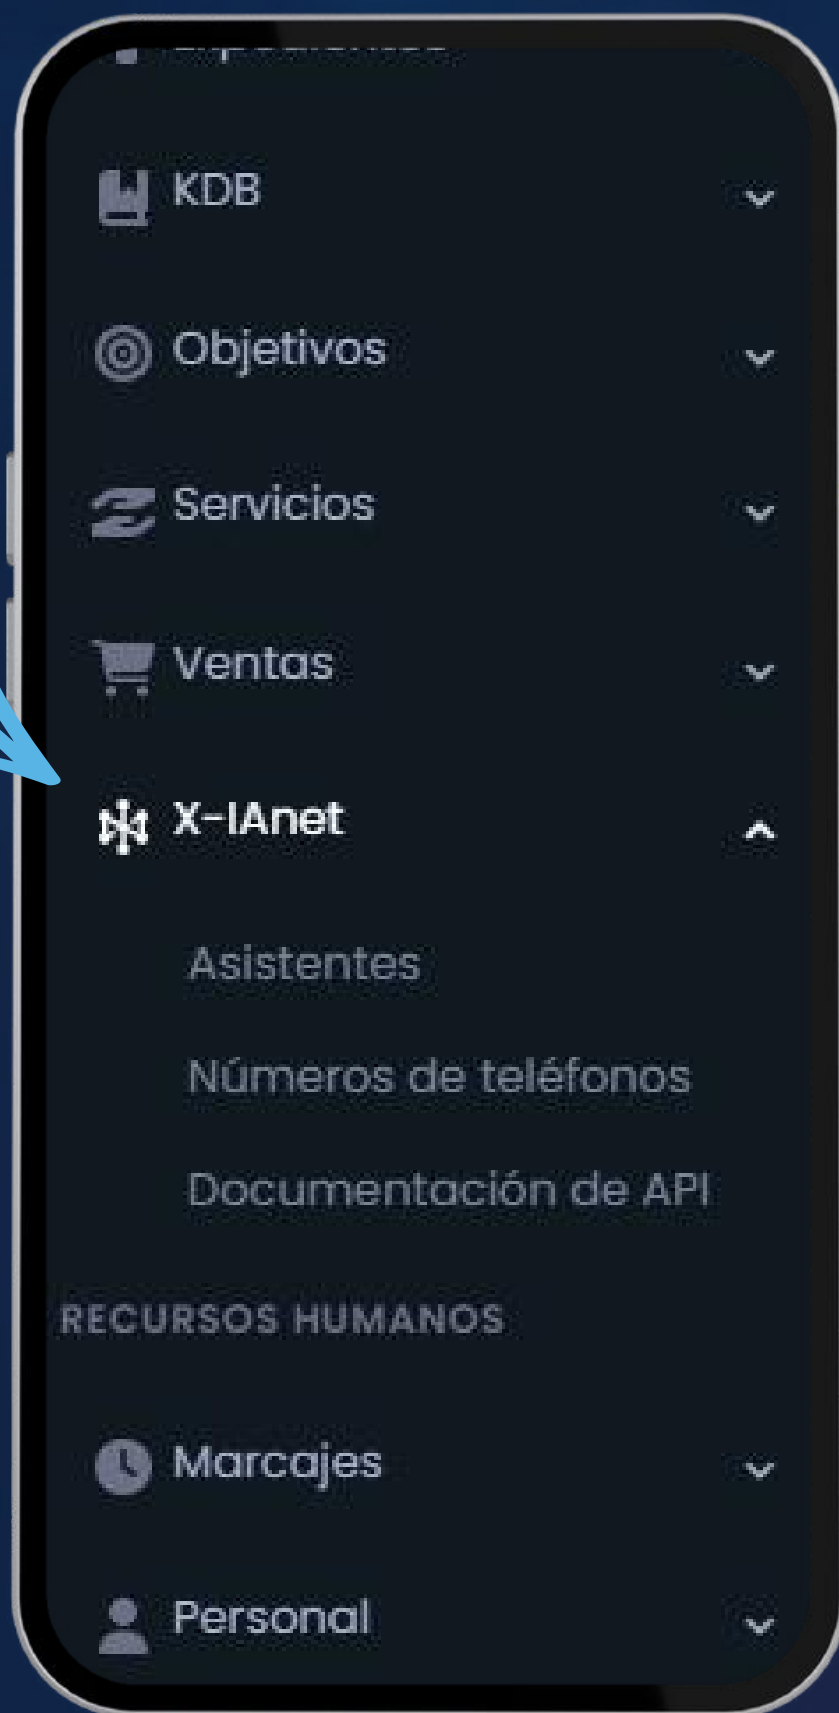 KDB
Objetivos
Servicios
Ventas
X-IAnet
Asistentes
Números de teléfonos
Documentación de API
RECURSOS HUMANOS
Marcajes
Personal